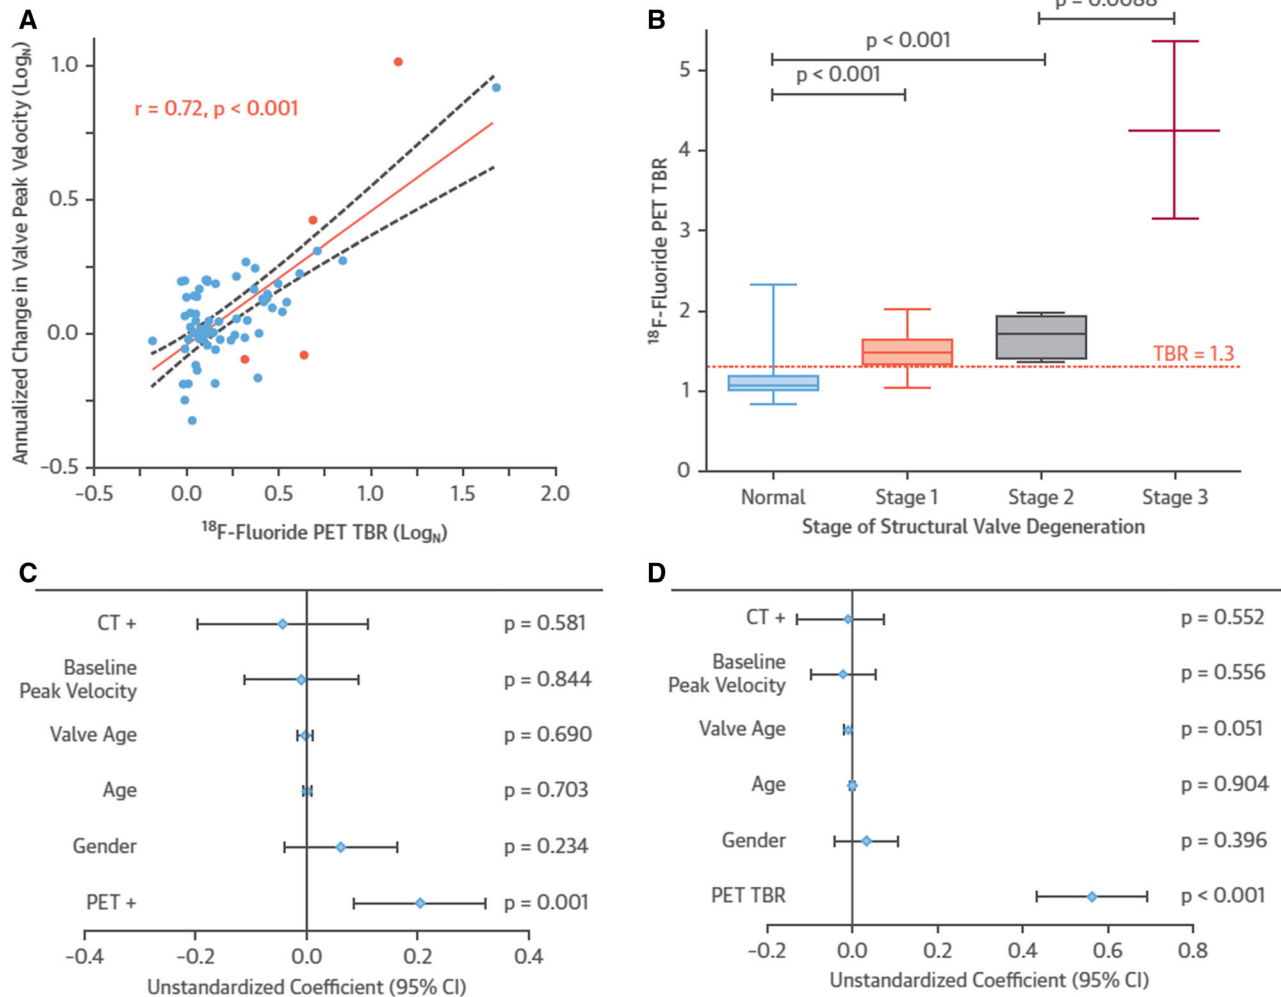 A
Annualized Change in Valve Peak Velocity (LogN)
1.0
0.5
0.0
−0.5
r = 0.72, p < 0.001
−0.5 0.0 0.5 1.0 1.5 2.0
18F-Fluoride PET TBR (LogN)
B
18F-Fluoride PET TBR
5
4
3
2
1
0
p = 0.0088
p < 0.001
p < 0.001
TBR = 1.3
Normal Stage 1 Stage 2 Stage 3
Stage of Structural Valve Degeneration
C
CT + p = 0.581
Baseline
Peak Velocity p = 0.844
Valve Age p = 0.690
Age p = 0.703
Gender p = 0.234
PET + p = 0.001
−0.4 −0.2 0.0 0.2 0.4
Unstandardized Coefficient (95% CI)
D
CT + p = 0.552
Baseline
Peak Velocity p = 0.556
Valve Age p = 0.051
Age p = 0.904
Gender p = 0.396
PET TBR p < 0.001
−0.2 0.0 0.2 0.4 0.6 0.8
Unstandardized Coefficient (95% CI)